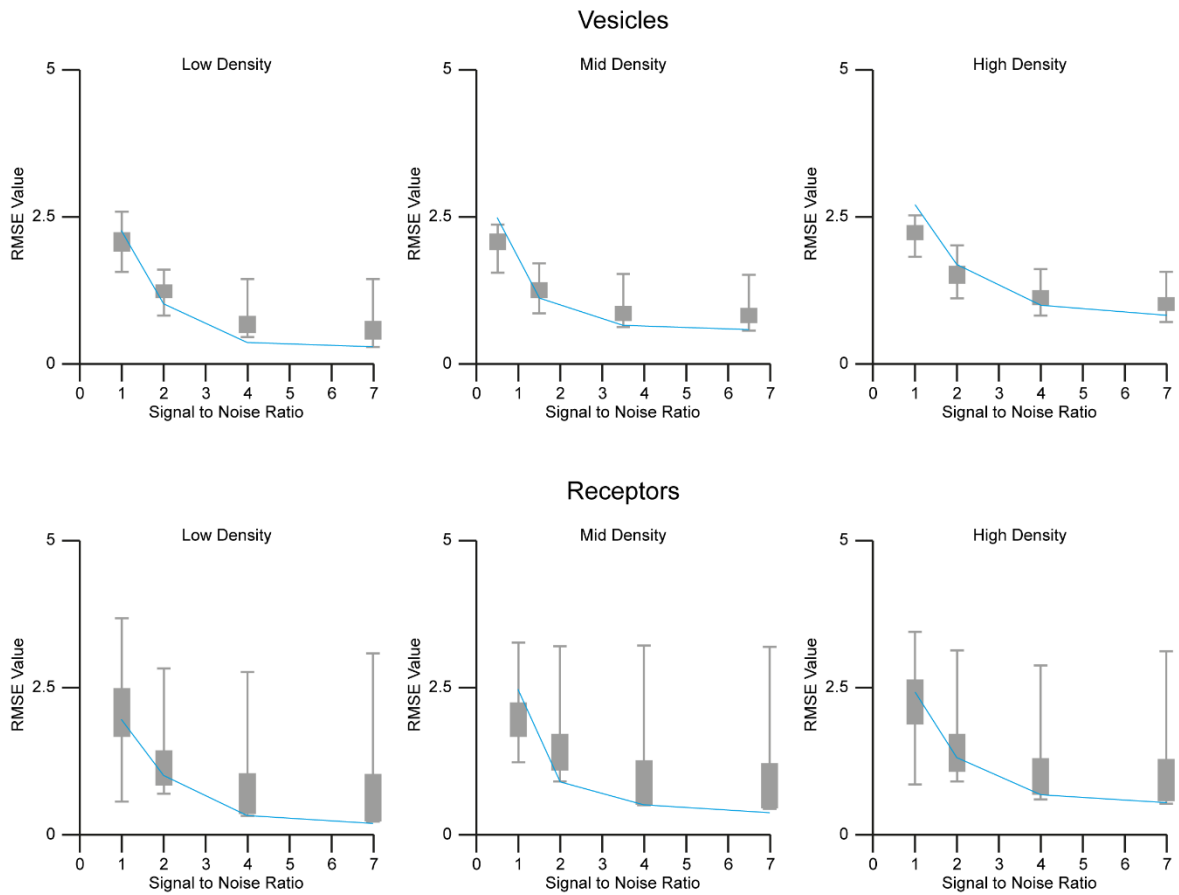 Vesicles
Low Density
Mid Density
High Density
5
5
5
RMSE Value
RMSE Value
RMSE Value
2.5
2.5
2.5
0
0
0
0 1 2 3 4 5 6 7
0 1 2 3 4 5 6 7
0 1 2 3 4 5 6 7
Signal to Noise Ratio
Signal to Noise Ratio
Signal to Noise Ratio
Receptors
Low Density
Mid Density
High Density
5
5
5
RMSE Value
RMSE Value
RMSE Value
2.5
2.5
2.5
0
0
0
0 1 2 3 4 5 6 7
0 1 2 3 4 5 6 7
0 1 2 3 4 5 6 7
Signal to Noise Ratio
Signal to Noise Ratio
Signal to Noise Ratio